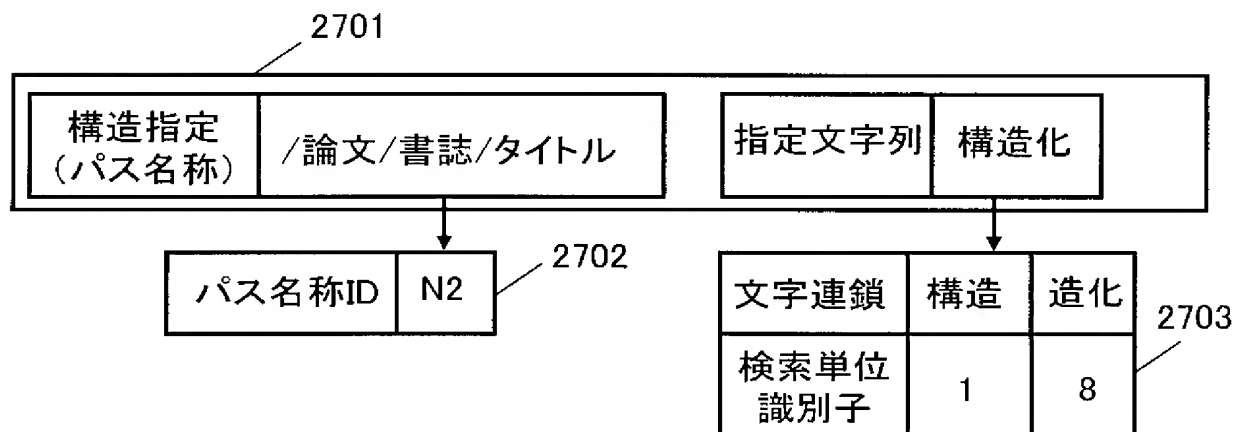 2701
構造指定
(パス名称)
/論文/書誌/タイトル
指定文字列
構造化
パス名称ID
N2
2702
文字連鎖
構造
造化
検索単位
識別子
1
8
2703